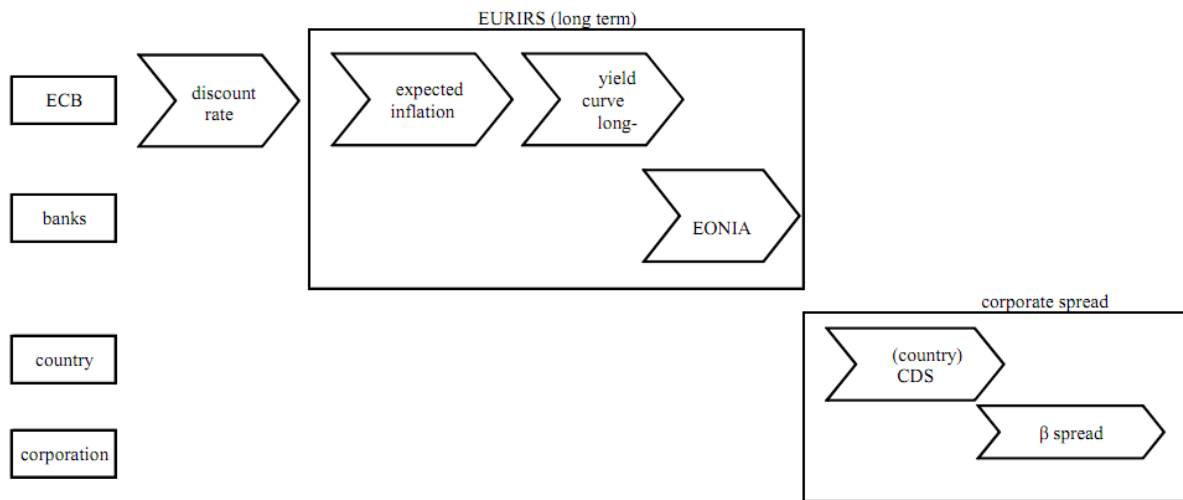 EURIRS (long term)
ECB
discount
rate
expected
inflation
yield
curve
long-
banks
EONIA
corporate spread
country
(country)
CDS
β spread
corporation